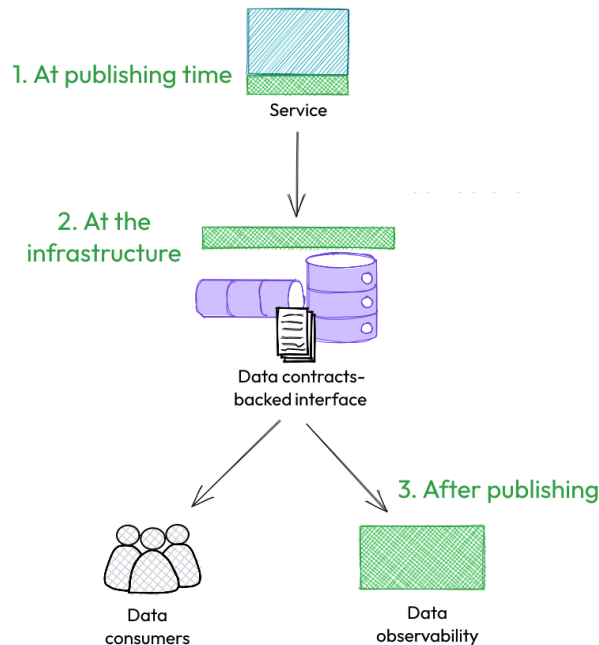 1. At publishing time
Service
2. At the
infrastructure
Data contracts-
backed interface
3. After publishing
Data
consumers
Data
observability